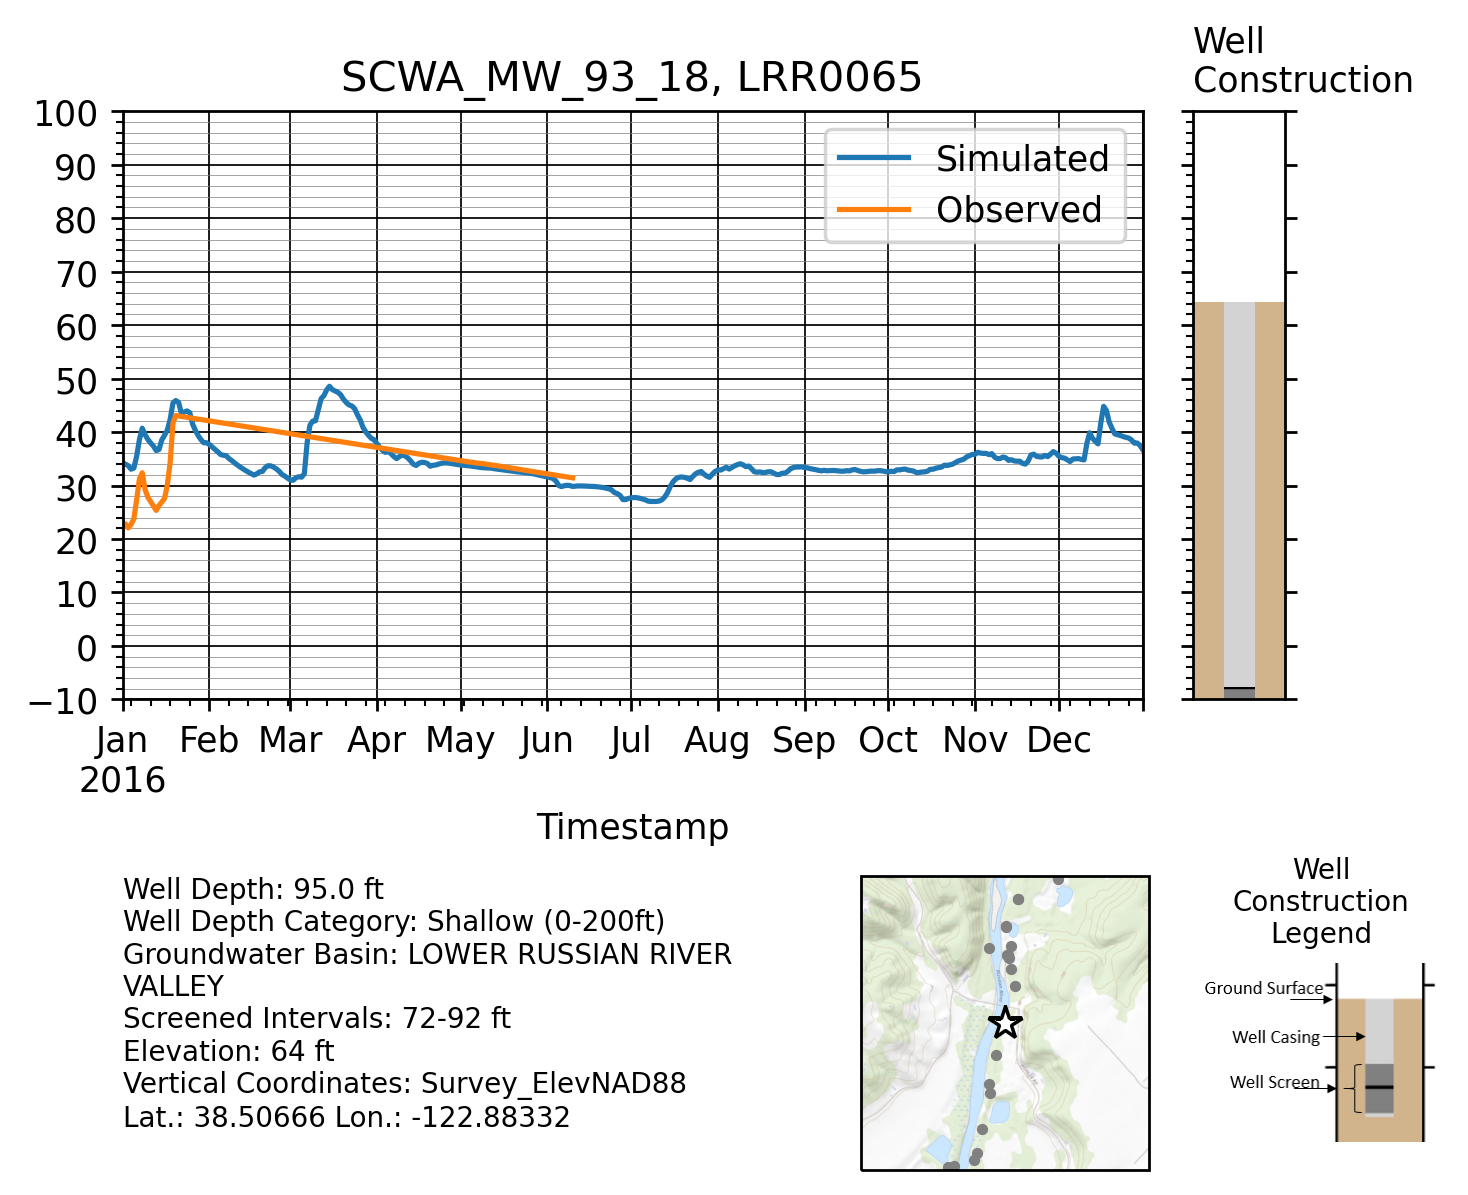 Well
Construction
SCWA_MW_93_18, LRR0065
100
90
80
70
60
50
40
30
20
10
0
−10
Simulated
Observed
Jan Feb Mar Apr May Jun Jul Aug Sep Oct Nov Dec
2016
Timestamp
Well Depth: 95.0 ft
Well Depth Category: Shallow (0-200ft)
Groundwater Basin: LOWER RUSSIAN RIVER
VALLEY
Screened Intervals: 72-92 ft
Elevation: 64 ft
Vertical Coordinates: Survey_ElevNAD88
Lat.: 38.50666 Lon.: -122.88332
Well
Construction
Legend
Ground Surface
Well Casing
Well Screen